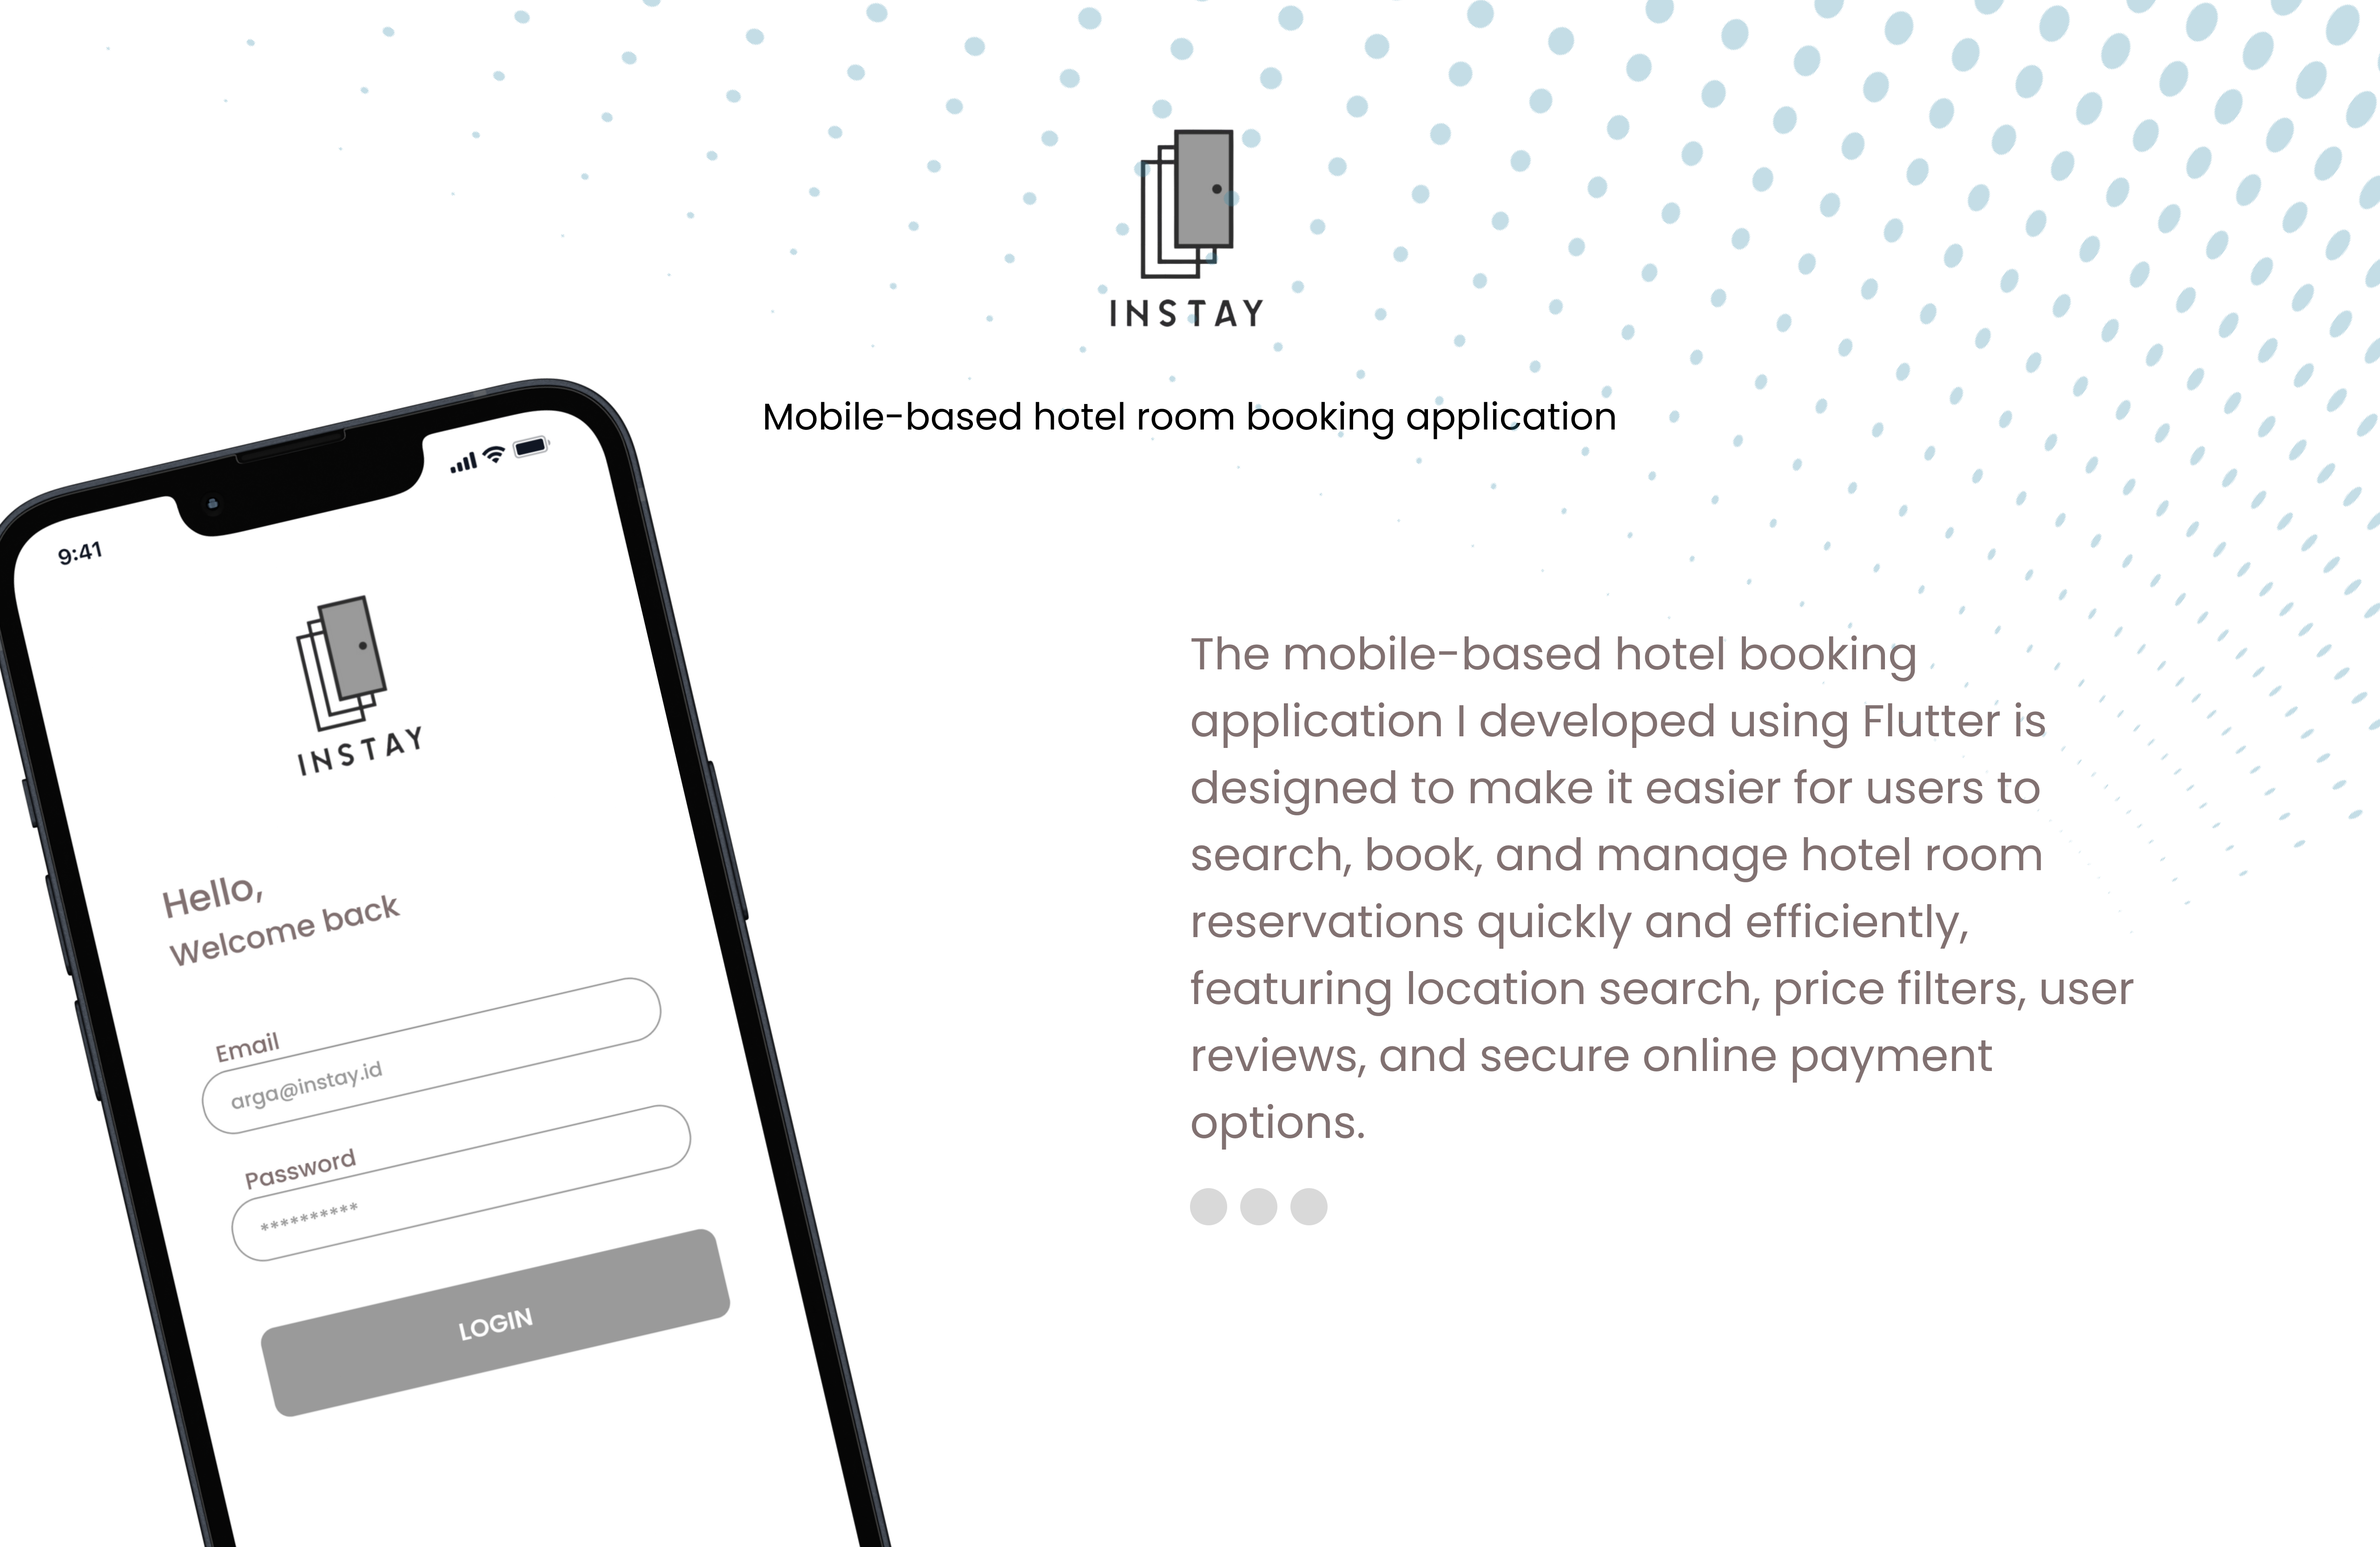 INSTAY
Mobile-based hotel room booking application
9:41
INSTAY
Hello,
Welcome back
Email
arga@instay.id
Password
**********
LOGIN
The mobile-based hotel booking
application I developed using Flutter is
designed to make it easier for users to
search, book, and manage hotel room
reservations quickly and efficiently,
featuring location search, price filters, user
reviews, and secure online payment
options.